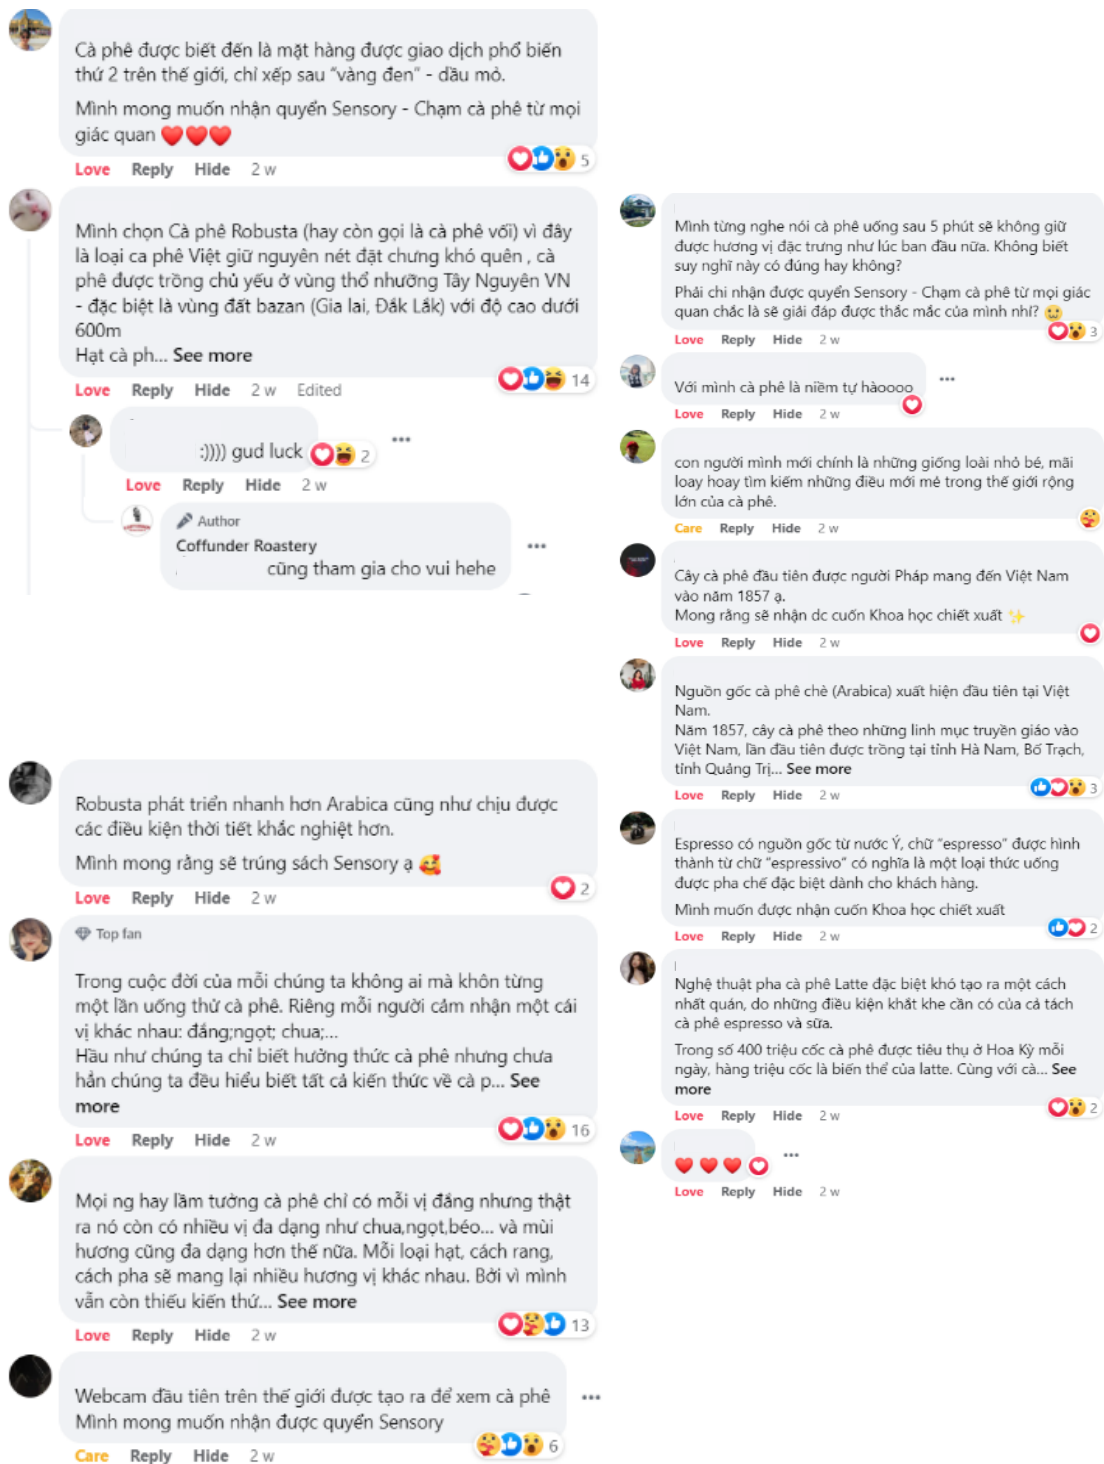 Cà phê được biết đến là mặt hàng được giao dịch phổ biến
thứ 2 trên thế giới, chỉ xếp sau “vàng đen” - dầu mỏ.
Mình mong muốn nhận quyển Sensory - Chạm cà phê từ mọi
giác quan ❤️❤️❤️
5
Love Reply Hide 2 w
Mình chọn Cà phê Robusta (hay còn gọi là cà phê vối) vì đây
là loại ca phê Việt giữ nguyên nét đặt chưng khó quên , cà
phê được trồng chủ yếu ở vùng thổ nhưỡng Tây Nguyên VN
- đặc biệt là vùng đất bazan (Gia lai, Đắk Lắk) với độ cao dưới
600m
Hạt cà ph... See more
14
Love Reply Hide 2 w Edited
:)))) gud luck
2
Love Reply Hide 2 w
Author
Coffunder Roastery
cũng tham gia cho vui hehe
Robusta phát triển nhanh hơn Arabica cũng như chịu được
các điều kiện thời tiết khắc nghiệt hơn.
Mình mong rằng sẽ trúng sách Sensory ạ 🥰
2
Love Reply Hide 2 w
Top fan
Trong cuộc đời của mỗi chúng ta không ai mà khôn từng
một lần uống thử cà phê. Riêng mỗi người cảm nhận một cái
vị khác nhau: đắng;ngọt; chua;...
Hầu như chúng ta chỉ biết hưởng thức cà phê nhưng chưa
hẳn chúng ta đều hiểu biết tất cả kiến thức về cà p... See
more
16
Love Reply Hide 2 w
Mọi ng hay lầm tưởng cà phê chỉ có mỗi vị đắng nhưng thật
ra nó còn có nhiều vị đa dạng như chua,ngọt,béo... và mùi
hương cũng đa dạng hơn thế nữa. Mỗi loại hạt, cách rang,
cách pha sẽ mang lại nhiều hương vị khác nhau. Bởi vì mình
vẫn còn thiếu kiến thứ... See more
13
Love Reply Hide 2 w
Webcam đầu tiên trên thế giới được tạo ra để xem cà phê
Mình mong muốn nhận được quyển Sensory
6
Care Reply Hide 2 w
Mình từng nghe nói cà phê uống sau 5 phút sẽ không giữ
được hương vị đặc trưng như lúc ban đầu nữa. Không biết
suy nghĩ này có đúng hay không?
Phải chi nhận được quyển Sensory - Chạm cà phê từ mọi giác
quan chắc là sẽ giải đáp được thắc mắc của mình nhỉ?
3
Love Reply Hide 2 w
Với mình cà phê là niềm tự hàoooo
Love Reply Hide 2 w
con người mình mới chính là những giống loài nhỏ bé, mãi
loay hoay tìm kiếm những điều mới mẻ trong thế giới rộng
lớn của cà phê.
Care Reply Hide 2 w
Cây cà phê đầu tiên được người Pháp mang đến Việt Nam
vào năm 1857 ạ.
Mong rằng sẽ nhận dc cuốn Khoa học chiết xuất ✨
Love Reply Hide 2 w
Nguồn gốc cà phê chè (Arabica) xuất hiện đầu tiên tại Việt
Nam.
Năm 1857, cây cà phê theo những linh mục truyền giáo vào
Việt Nam, lần đầu tiên được trồng tại tỉnh Hà Nam, Bố Trạch,
tỉnh Quảng Trị... See more
3
Love Reply Hide 2 w
Espresso có nguồn gốc từ nước Ý, chữ “espresso” được hình
thành từ chữ “espressivo” có nghĩa là một loại thức uống
được pha chế đặc biệt dành cho khách hàng.
Mình muốn được nhận cuốn Khoa học chiết xuất
2
Love Reply Hide 2 w
Nghệ thuật pha cà phê Latte đặc biệt khó tạo ra một cách
nhất quán, do những điều kiện khắt khe cần có của cả tách
cà phê espresso và sữa.
Trong số 400 triệu cốc cà phê được tiêu thụ ở Hoa Kỳ mỗi
ngày, hàng triệu cốc là biến thể của latte. Cùng với cà... See
more
2
Love Reply Hide 2 w
❤️ ❤️ ❤️
Love Reply Hide 2 w